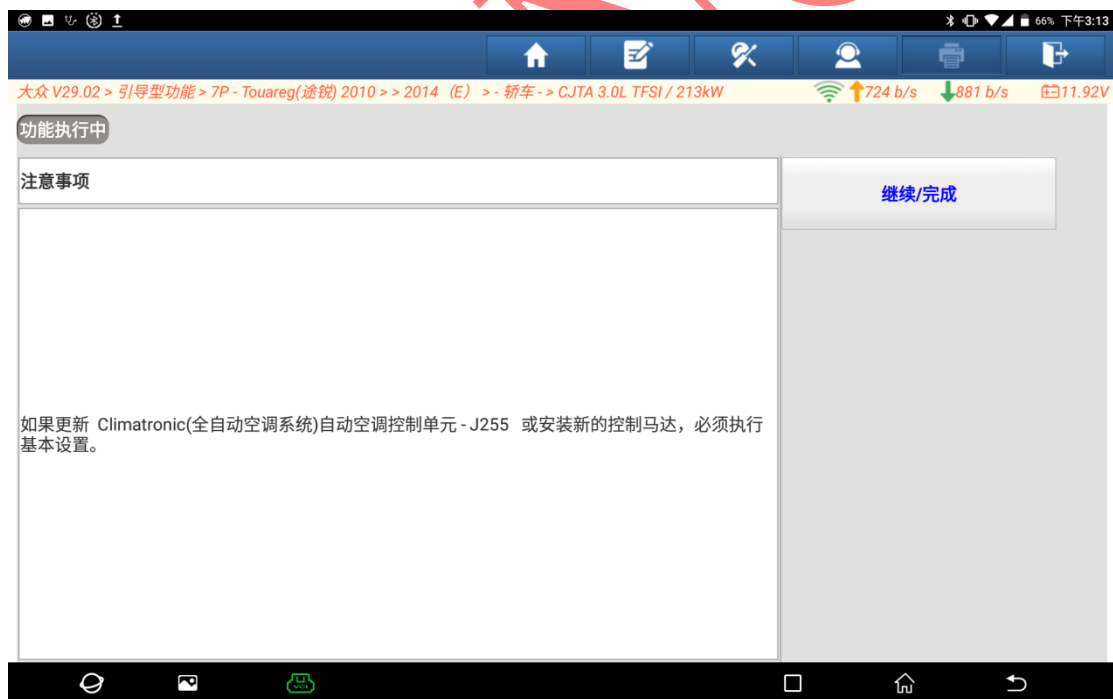 66% 下午3:13
大众 V29.02 > 引导型功能 > 7P - Touareg(途锐) 2010 > > 2014（E） > - 轿车 - > CJTA 3.0L TFSI / 213kW 724 b/s 881 b/s 11.92V
功能执行中
注意事项
继续/完成
如果更新 Climatronic(全自动空调系统)自动空调控制单元 - J255 或安装新的控制马达，必须执行
基本设置。
VCI